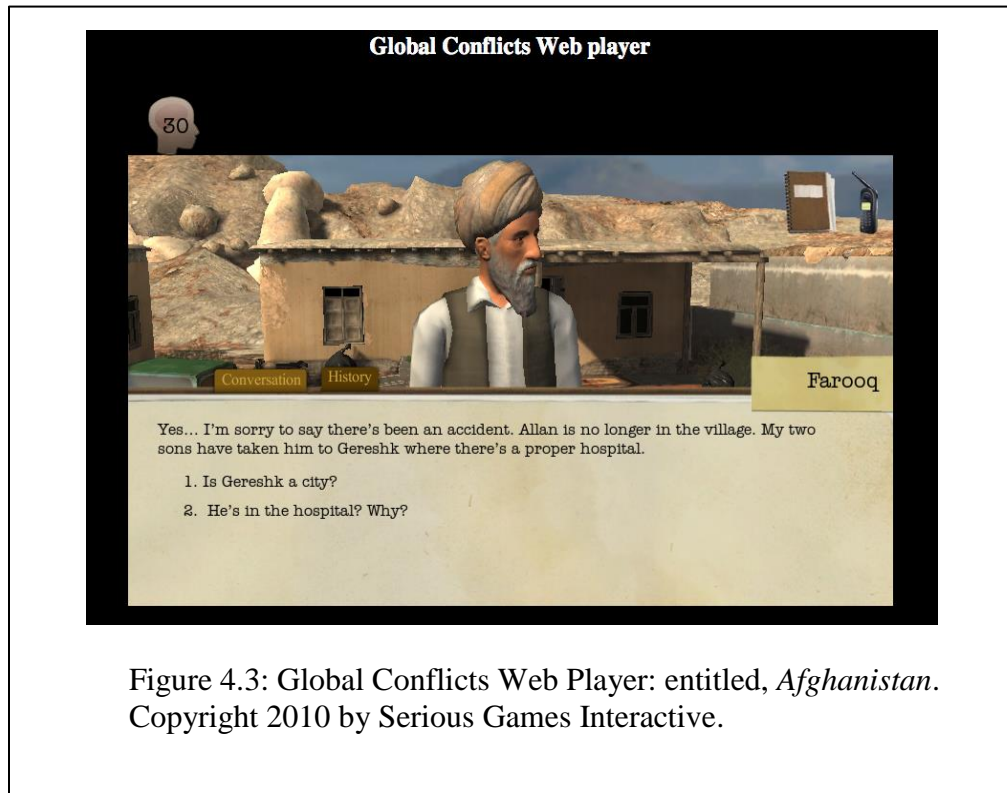 Global Conflicts Web player
30
Conversation
History
Farooq
Yes... I'm sorry to say there's been an accident. Allan is no longer in the village. My two
sons have taken him to Gereshk where there's a proper hospital.
1. Is Gereshk a city?
2. He's in the hospital? Why?
Figure 4.3: Global Conflicts Web Player: entitled, Afghanistan.
Copyright 2010 by Serious Games Interactive.